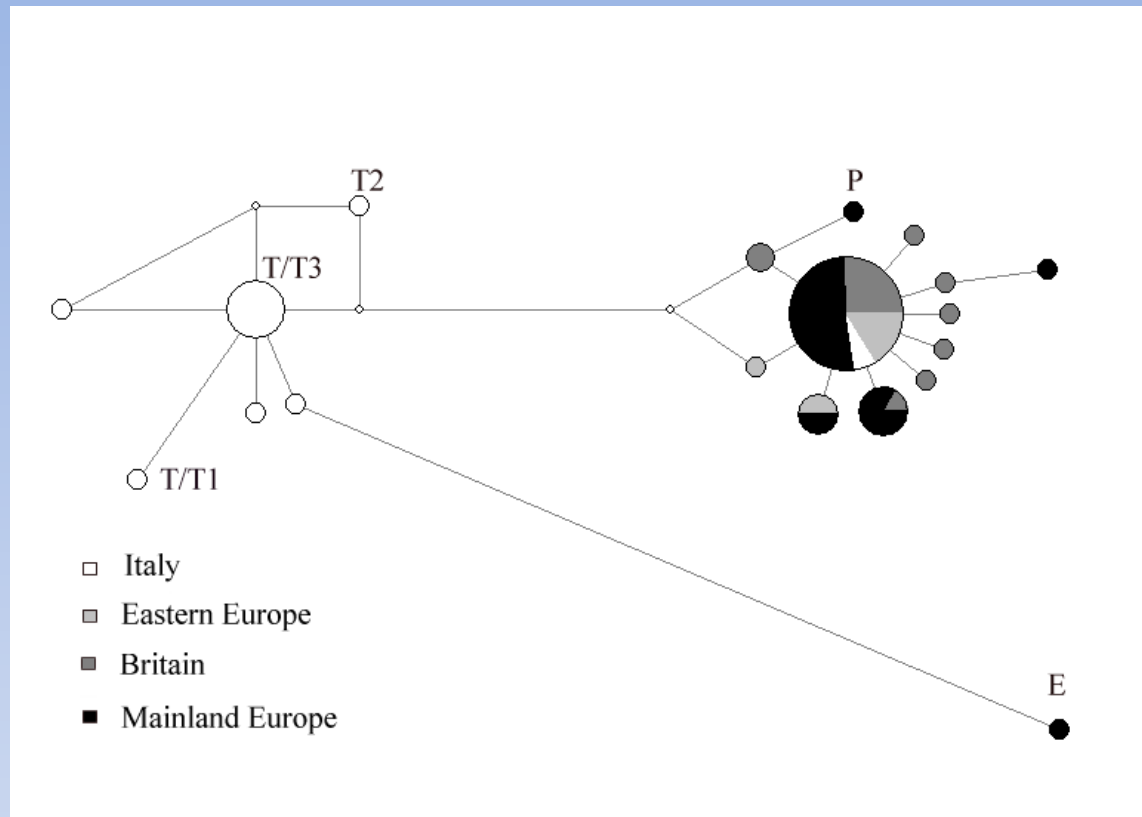 T2
P
T/T3
T/T1
Italy
Eastern Europe
Britain
Mainland Europe
E